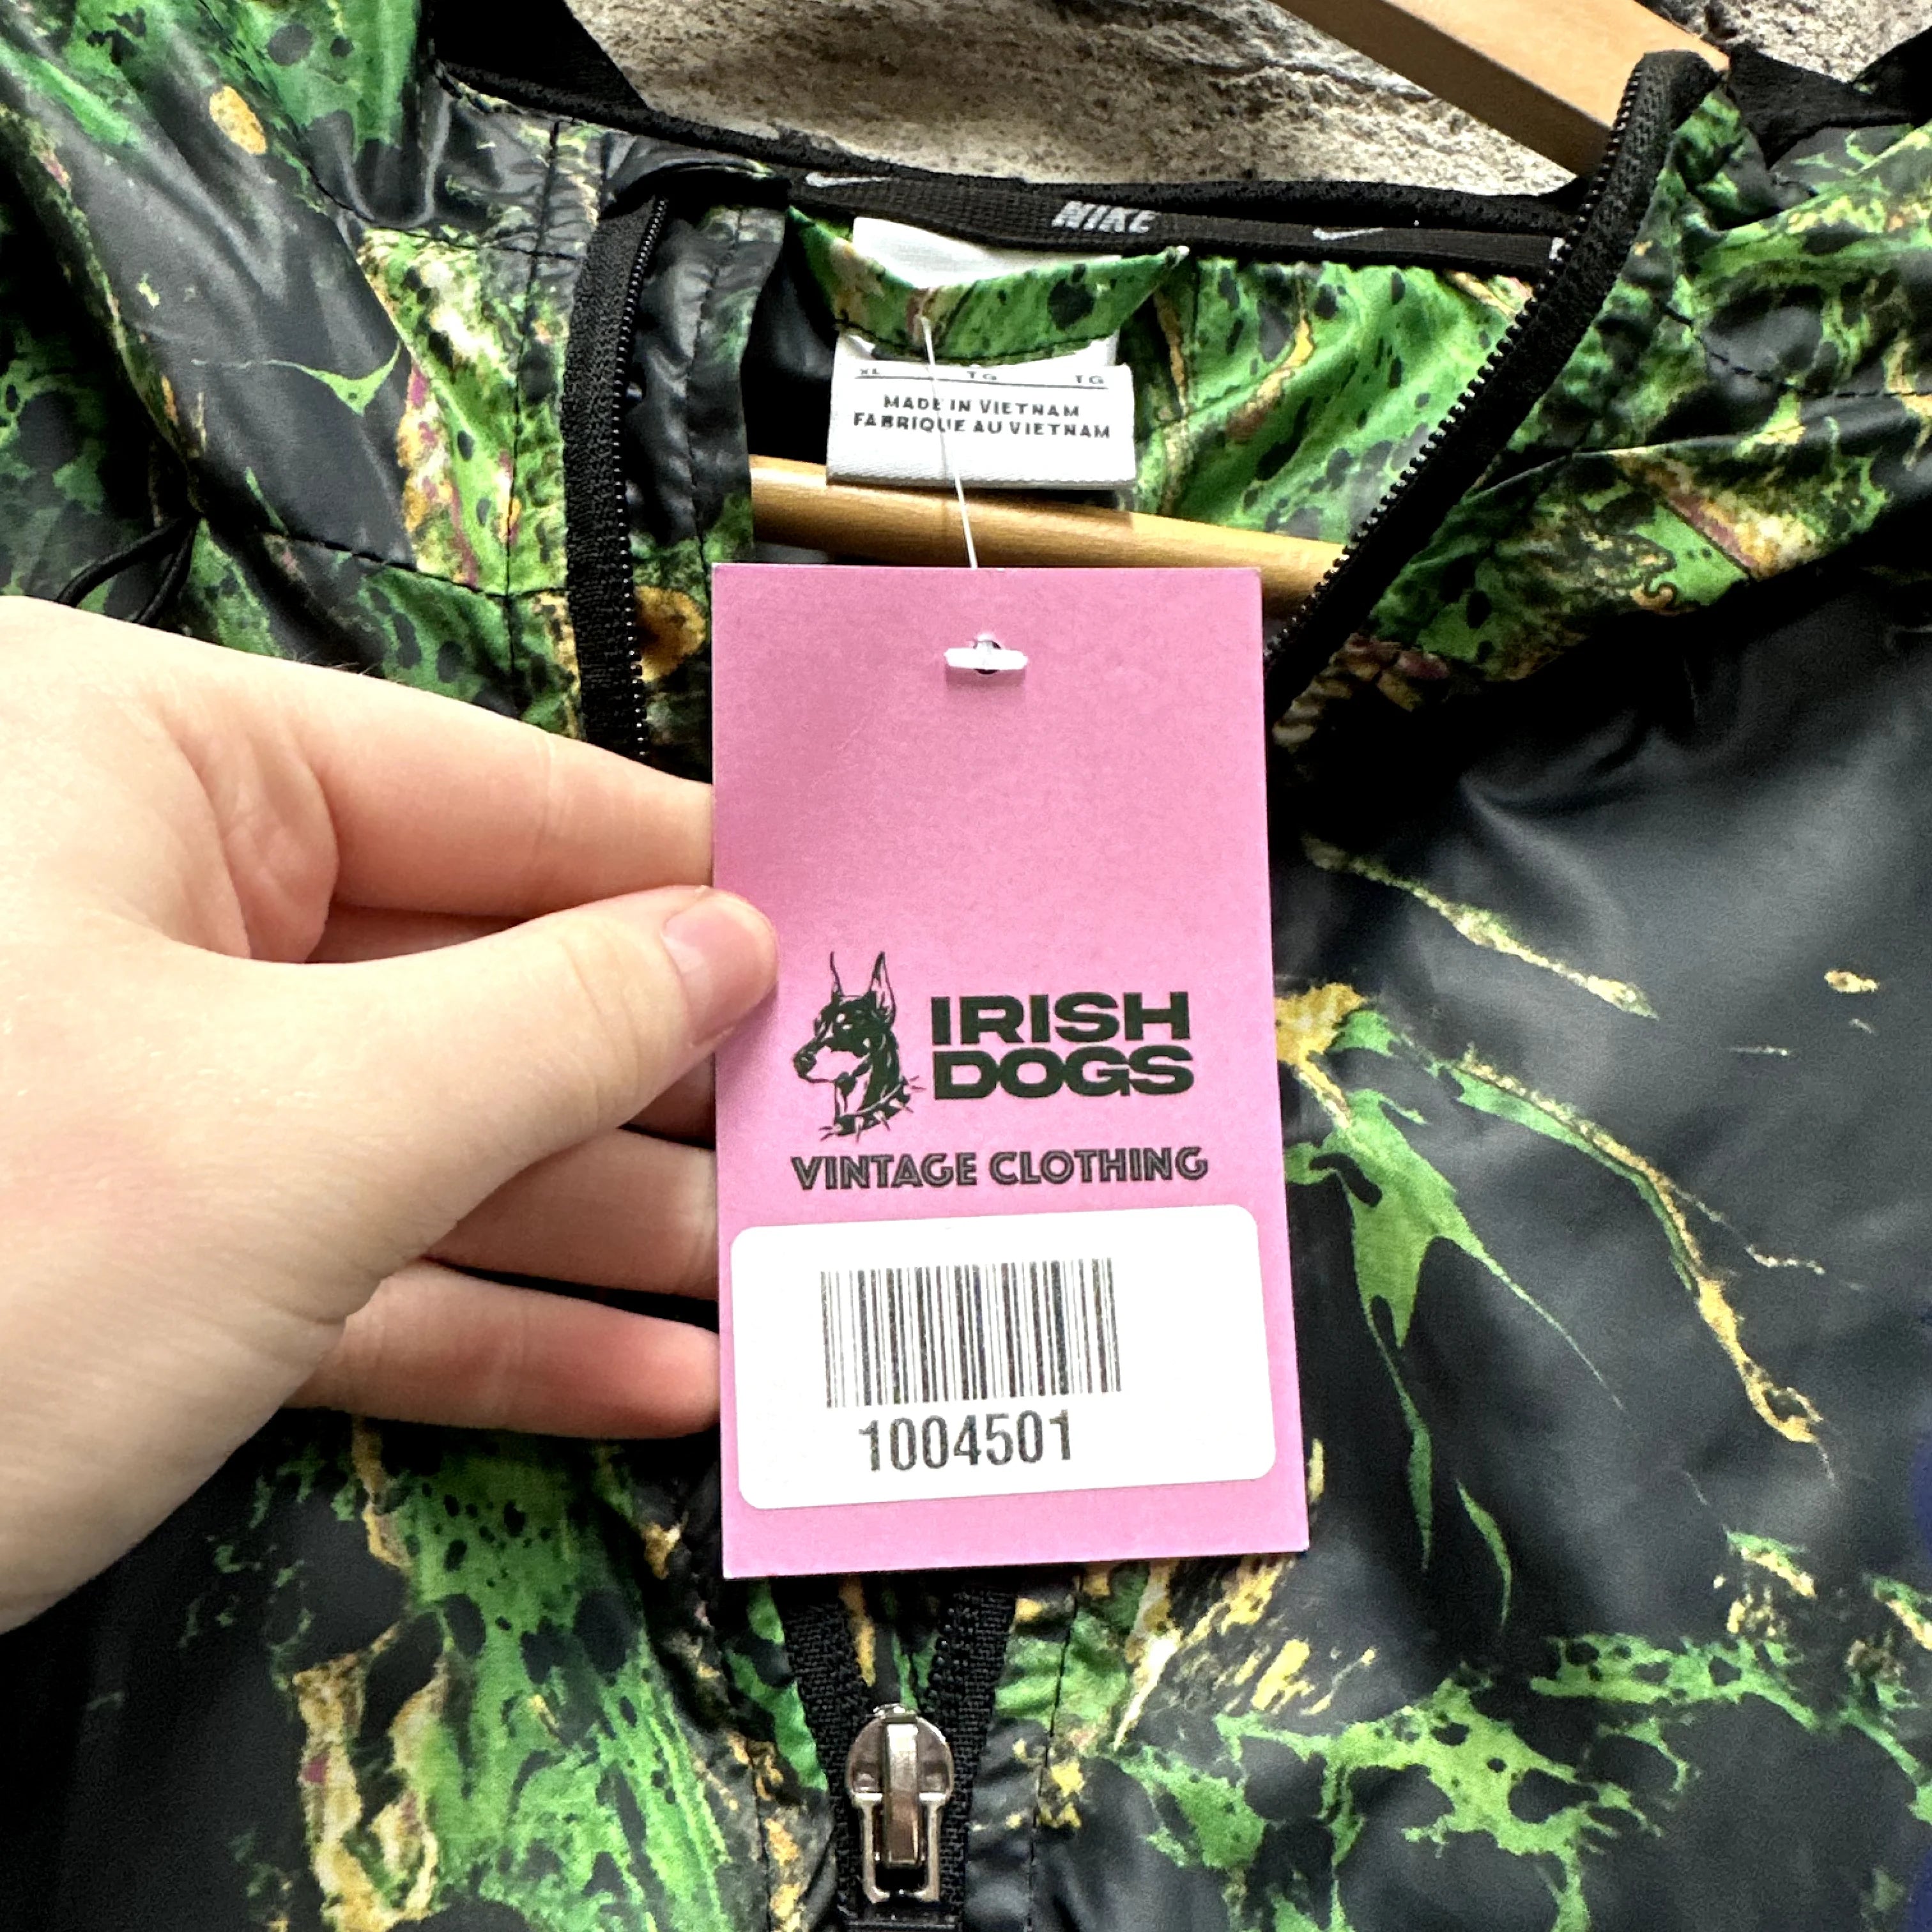 NIKE
XL TG TG
MADE IN VIETNAM
FABRIQUE AU VIETNAM
IRISH
DOGS
VINTAGE CLOTHING
1004501